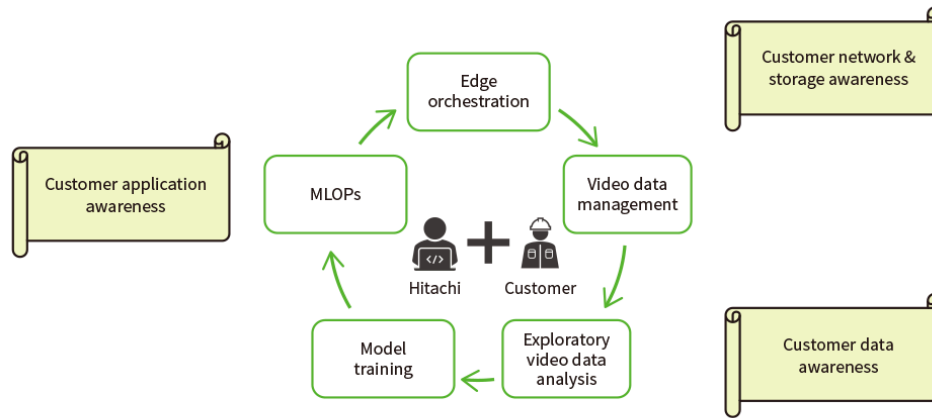 Customer network &
storage awareness
Edge
orchestration
Customer application
awareness
MLOPs
Video data
management
</>
Hitachi
Customer
Model
training
Exploratory
video data
analysis
Customer data
awareness